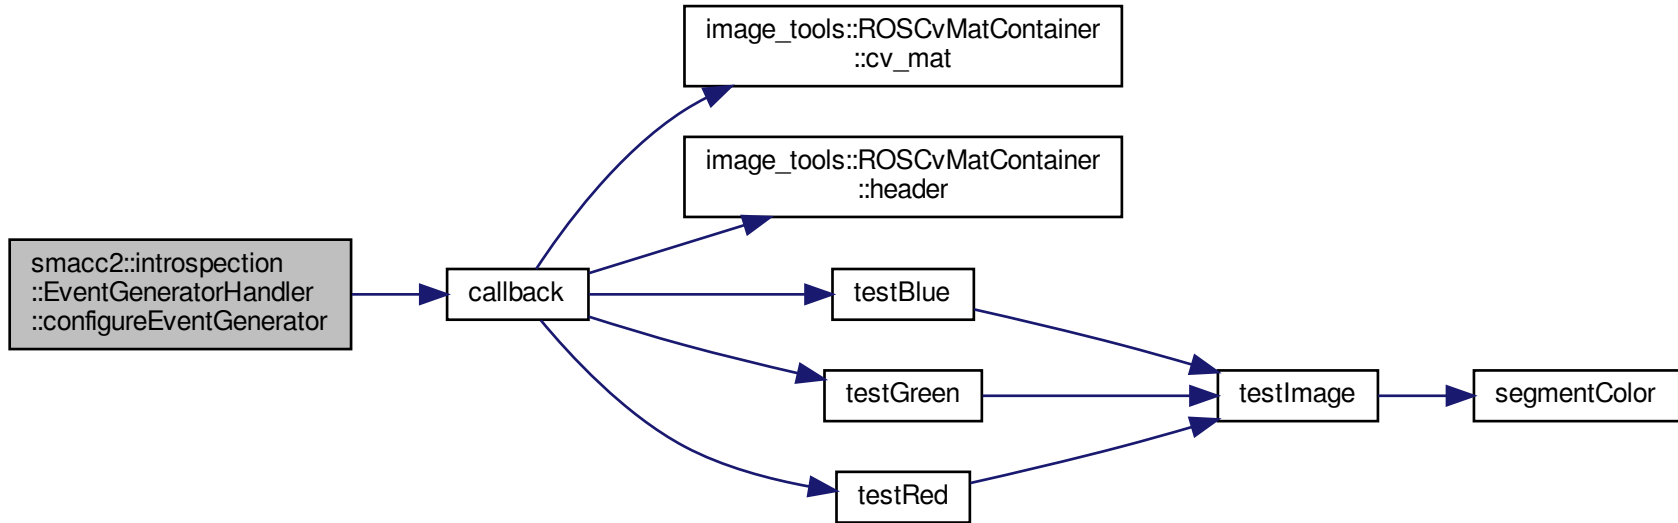 image_tools::ROSCvMatContainer
::cv_mat
image_tools::ROSCvMatContainer
::header
smacc2::introspection
::EventGeneratorHandler
::configureEventGenerator
callback
testBlue
testGreen
testImage
segmentColor
testRed